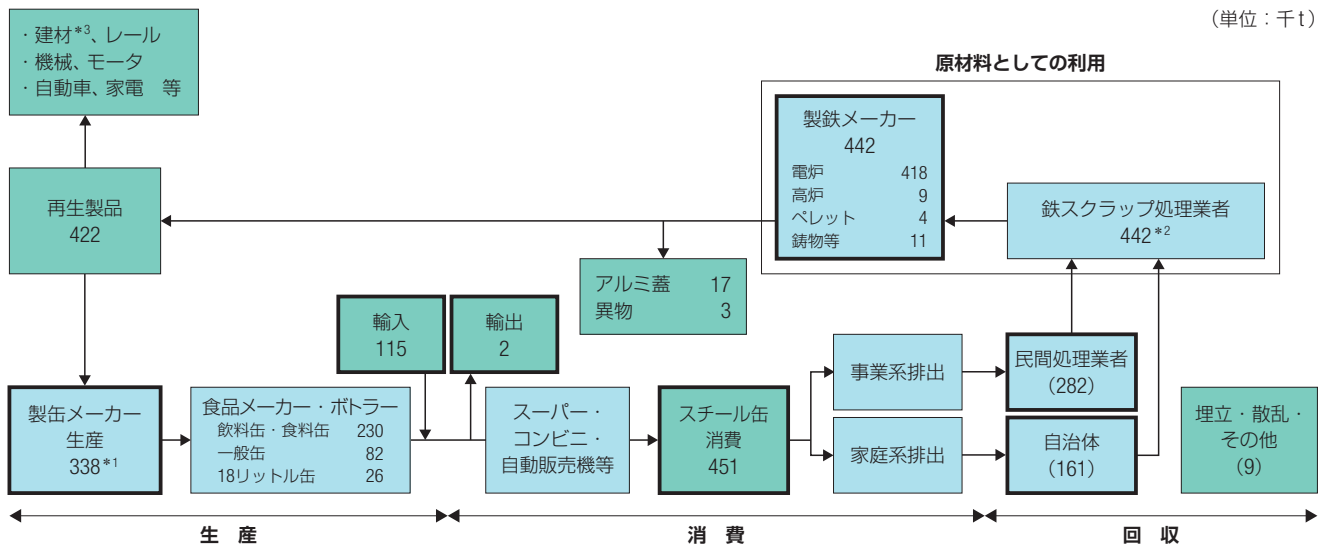 (単位：千t)
・建材*3、レール
・機械、モータ
・自動車、家電 等
原材料としての利用
製鉄メーカー
442
電炉 418
高炉 9
ペレット 4
鋳物等 11
鉄スクラップ処理業者
442*2
再生製品
422
アルミ蓋 17
異物 3
輸入
115
輸出
2
製缶メーカー
生産
338*1
食品メーカー・ボトラー
飲料缶・食料缶 230
一般缶 82
18リットル缶 26
スーパー・
コンビニ・
自動販売機等
スチール缶
消費
451
事業系排出
家庭系排出
民間処理業者
(282)
自治体
(161)
埋立・散乱・
その他
(9)
生 産
消 費
回 収